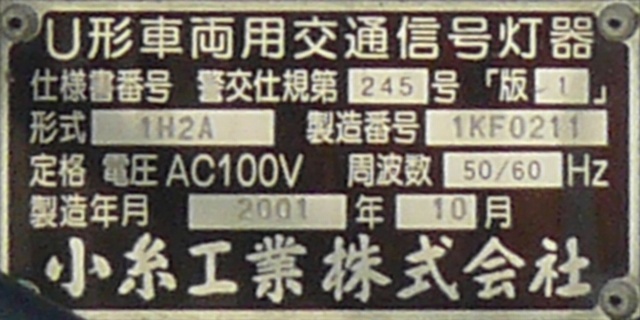 U形車両用交通信号灯器
仕様書番号 警交仕規第 245 号 「版 1 」
形式 1H2A 製造番号 1KF0211
定格 電圧 AC100V 周波数 50/60 Hz
製造年月 2001 年 10 月
小糸工業株式会社